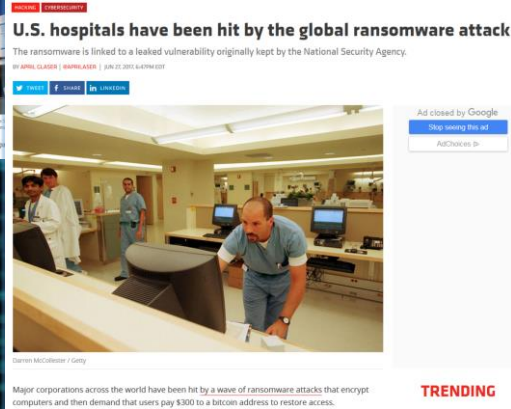 HACKING CYBERSECURITY
U.S. hospitals have been hit by the global ransomware attack
The ransomware is linked to a leaked vulnerability originally kept by the National Security Agency.
BY APRIL GLASER | @APRILASER | JUN 27, 2017, 6:47PM EDT
TWEET SHARE LINKEDIN
Ad closed by Google
Stop seeing this ad
AdChoices
Darren McCollester / Getty
Major corporations across the world have been hit by a wave of ransomware attacks that encrypt
computers and then demand that users pay $300 to a bitcoin address to restore access.
TRENDING